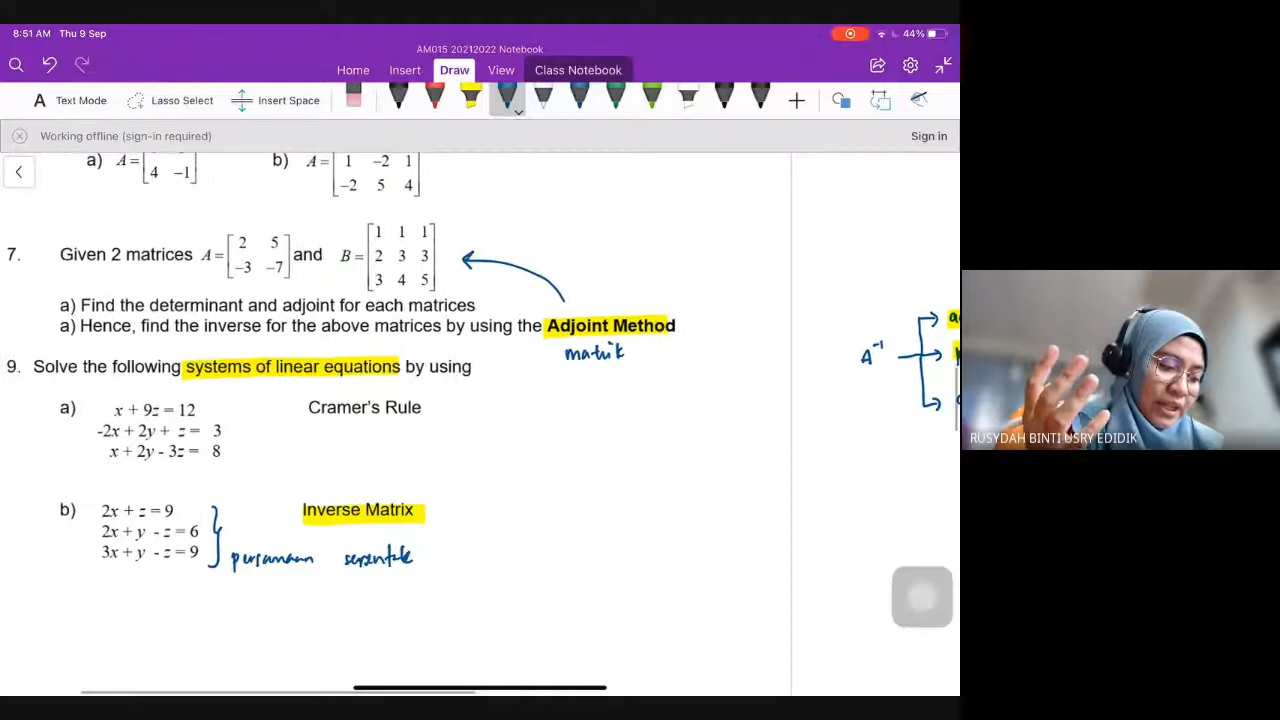 8:51 AM Thu 9 Sep
44%
AM015 20212022 Notebook
Home Insert Draw View Class Notebook
A Text Mode Lasso Select Insert Space
Working offline (sign-in required) Sign in
a) A = [ 4 -1 ] b) A = [ 1 -2 1
-2 5 4 ]
7. Given 2 matrices A = [ 2 5
-3 -7 ] and B = [ 1 1 1
2 3 3
3 4 5 ]
a) Find the determinant and adjoint for each matrices
a) Hence, find the inverse for the above matrices by using the Adjoint Method
matrik
9. Solve the following systems of linear equations by using
a) x + 9z = 12 Cramer's Rule
-2x + 2y + z = 3
x + 2y - 3z = 8
b) 2x + z = 9 Inverse Matrix
2x + y - z = 6
3x + y - z = 9
persamaan serentak
A⁻¹
RUSYDAH BINTI USRY EDIDIK